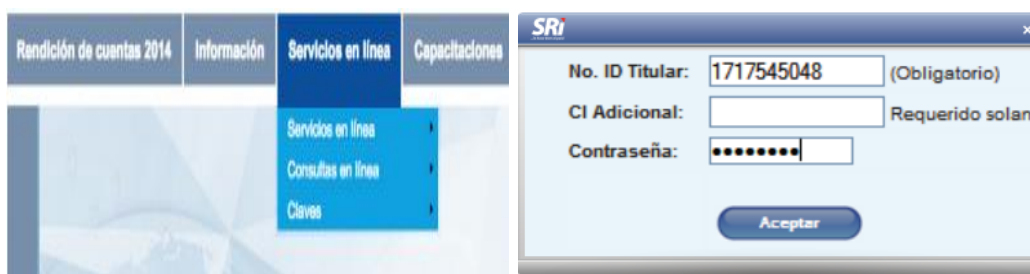 Rendición de cuentas 2014 Información Servicios en línea Capacitaciones
Servicios en línea
Consultas en línea
Claves
SRi
No. ID Titular: 1717545048 (Obligatorio)
CI Adicional: Requerido solan
Contraseña: ••••••••
Aceptar